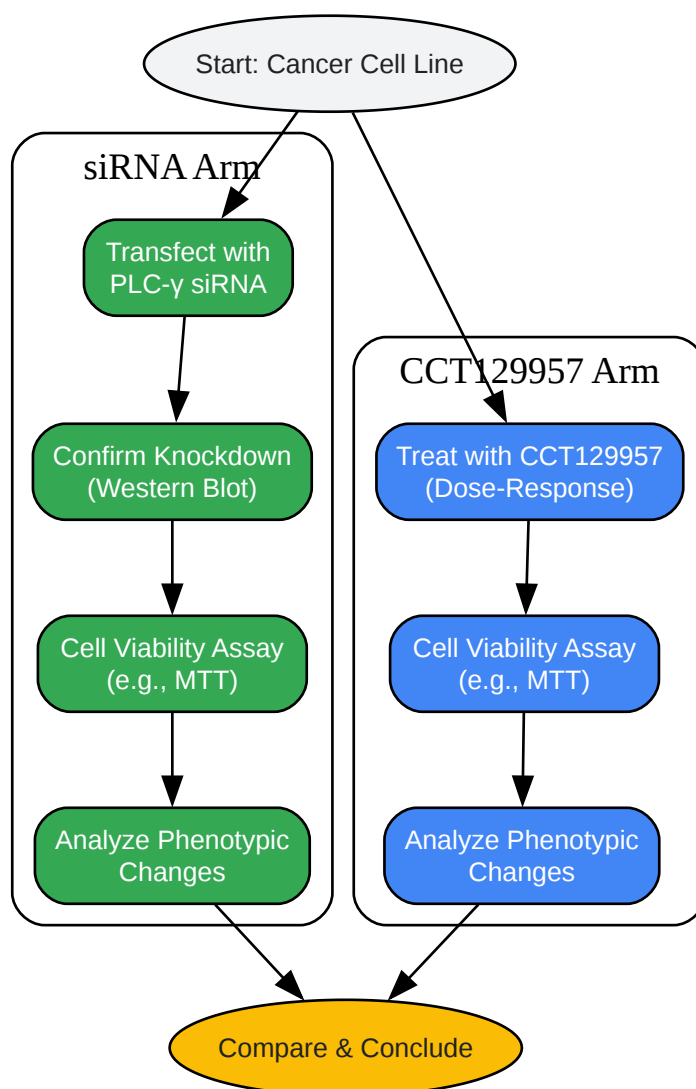 Start: Cancer Cell Line
siRNA Arm
Transfect with
PLC-γ siRNA
Confirm Knockdown
(Western Blot)
Cell Viability Assay
(e.g., MTT)
Analyze Phenotypic
Changes
CCT129957 Arm
Treat with CCT129957
(Dose-Response)
Cell Viability Assay
(e.g., MTT)
Analyze Phenotypic
Changes
Compare & Conclude